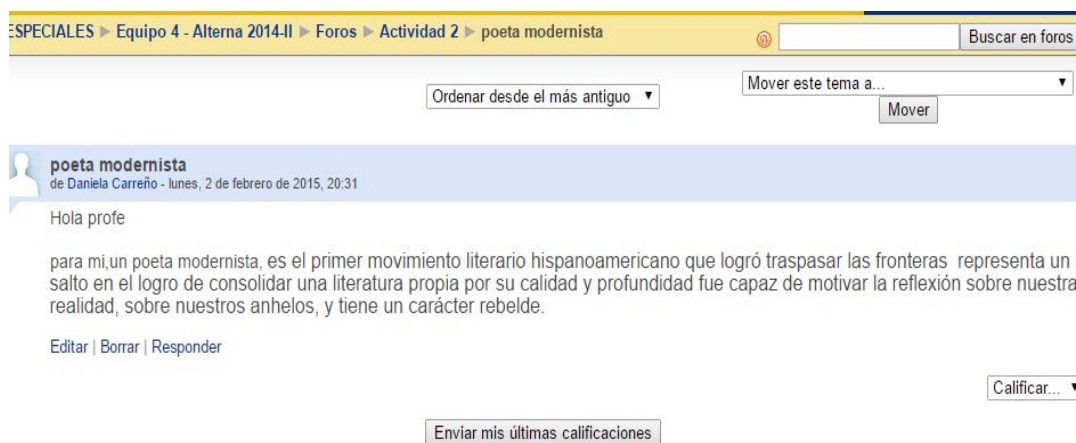 ESPECIALES ► Equipo 4 - Alterna 2014-II ► Foros ► Actividad 2 ► poeta modernista Buscar en foros
Ordenar desde el más antiguo ▼ Mover este tema a... ▼
Mover
poeta modernista
de Daniela Carreño - lunes, 2 de febrero de 2015, 20:31
Hola profe
para mi,un poeta modernista, es el primer movimiento literario hispanoamericano que logró traspasar las fronteras representa un
salto en el logro de consolidar una literatura propia por su calidad y profundidad fue capaz de motivar la reflexión sobre nuestra
realidad, sobre nuestros anhelos, y tiene un carácter rebelde.
Editar | Borrar | Responder
Calificar...
Enviar mis últimas calificaciones